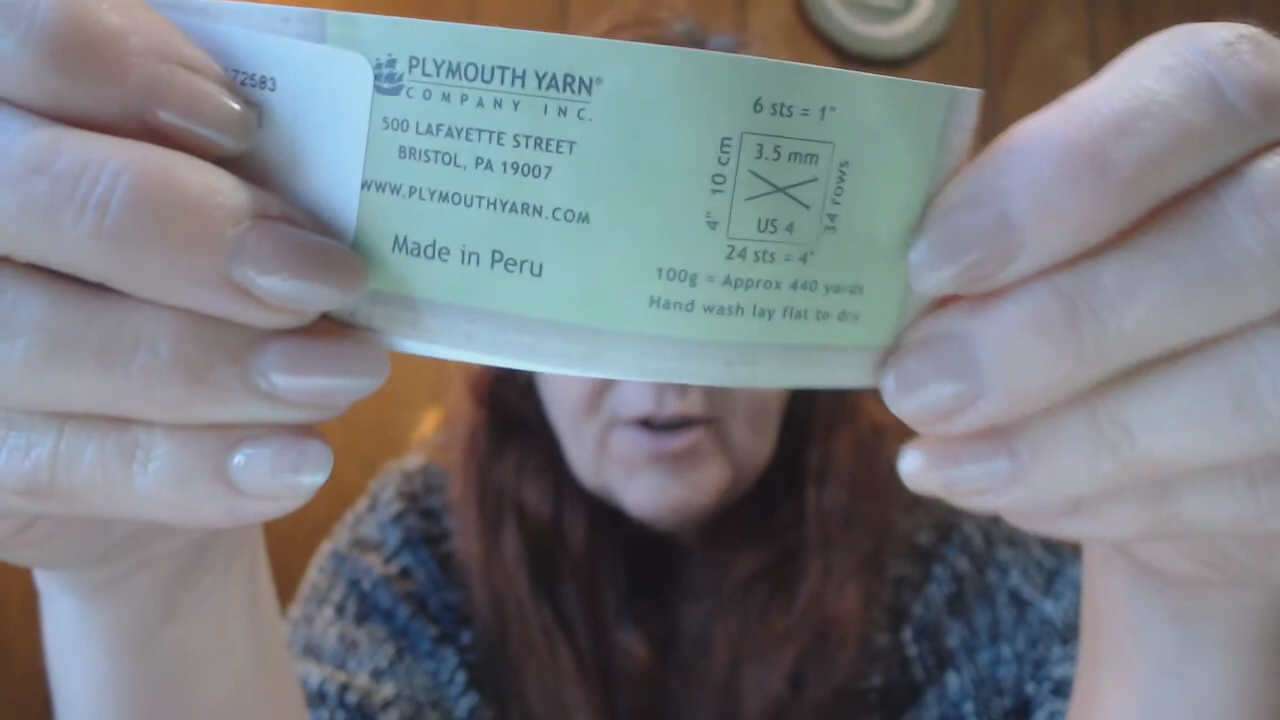 72583
PLYMOUTH YARN®
COMPANY INC.
500 LAFAYETTE STREET
BRISTOL, PA 19007
WWW.PLYMOUTHYARN.COM
Made in Peru
6 sts = 1"
4" 10 cm
3.5 mm
US 4
34 rows
24 sts = 4"
100g = Approx 440 yards
Hand wash lay flat to dry